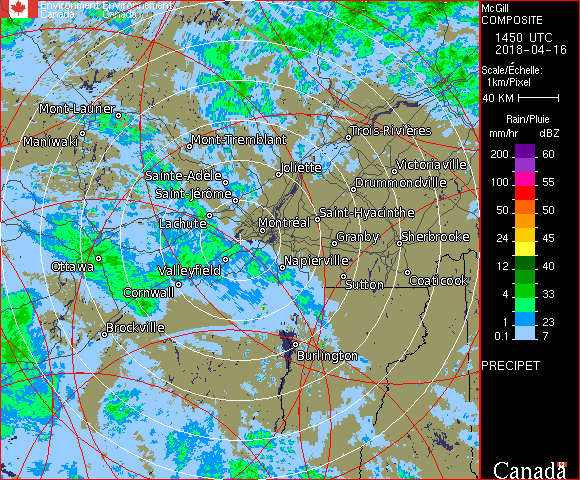 Environment Environnement
Canada Canada
McGill
COMPOSITE
1450 UTC
2018-04-16
Scale/Échelle:
1km/Pixel
40 KM
Rain/Pluie
mm/hr dBZ
200 60
100 55
50 50
24 45
12 40
4 33
1 23
0.1 7
PRECIPET
Canada
Mont-Laurier
Maniwaki
Mont-Tremblant
Trois-Rivières
Sainte-Adèle
Joliette
Victoriaville
Saint-Jérôme
Drummondville
Lachute
Saint-Hyacinthe
Montréal
Granby
Sherbrooke
Ottawa
Valleyfield
Napierville
Cornwall
Sutton
Coaticook
Brockville
Burlington